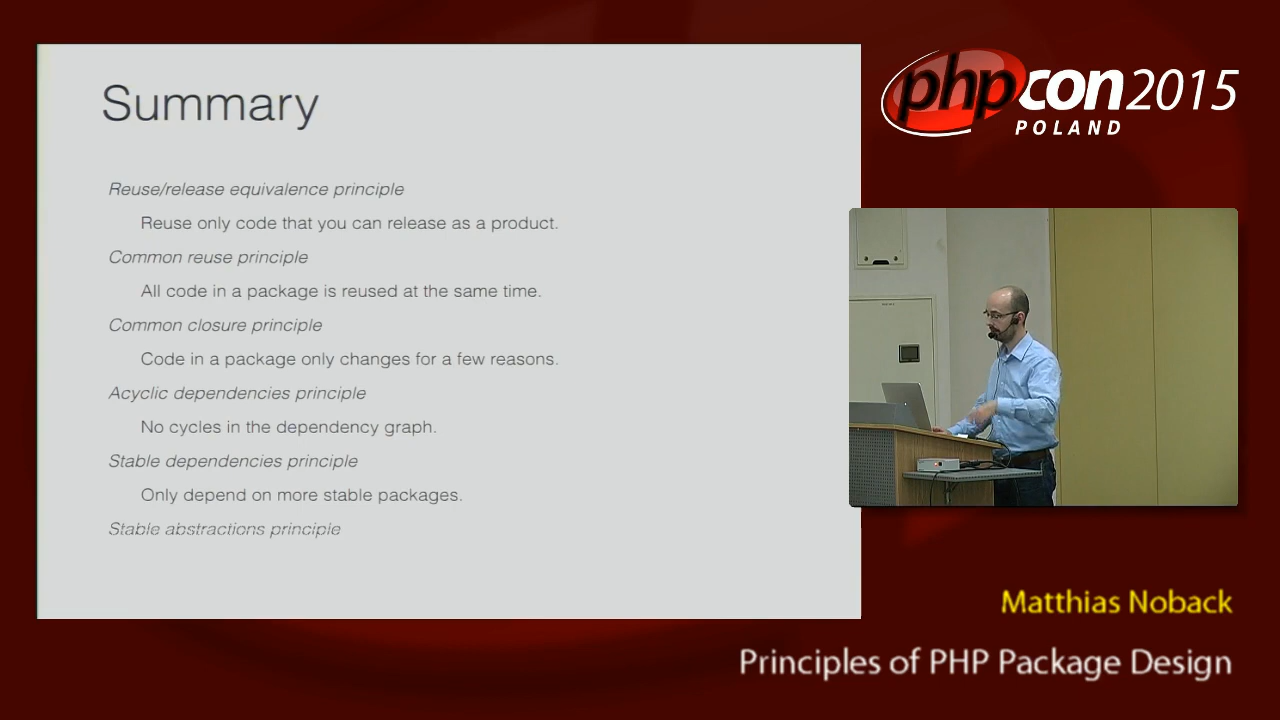 Summary
Reuse/release equivalence principle
Reuse only code that you can release as a product.
Common reuse principle
All code in a package is reused at the same time.
Common closure principle
Code in a package only changes for a few reasons.
Acyclic dependencies principle
No cycles in the dependency graph.
Stable dependencies principle
Only depend on more stable packages.
Stable abstractions principle
phpcon2015
POLAND
Matthias Noback
Principles of PHP Package Design